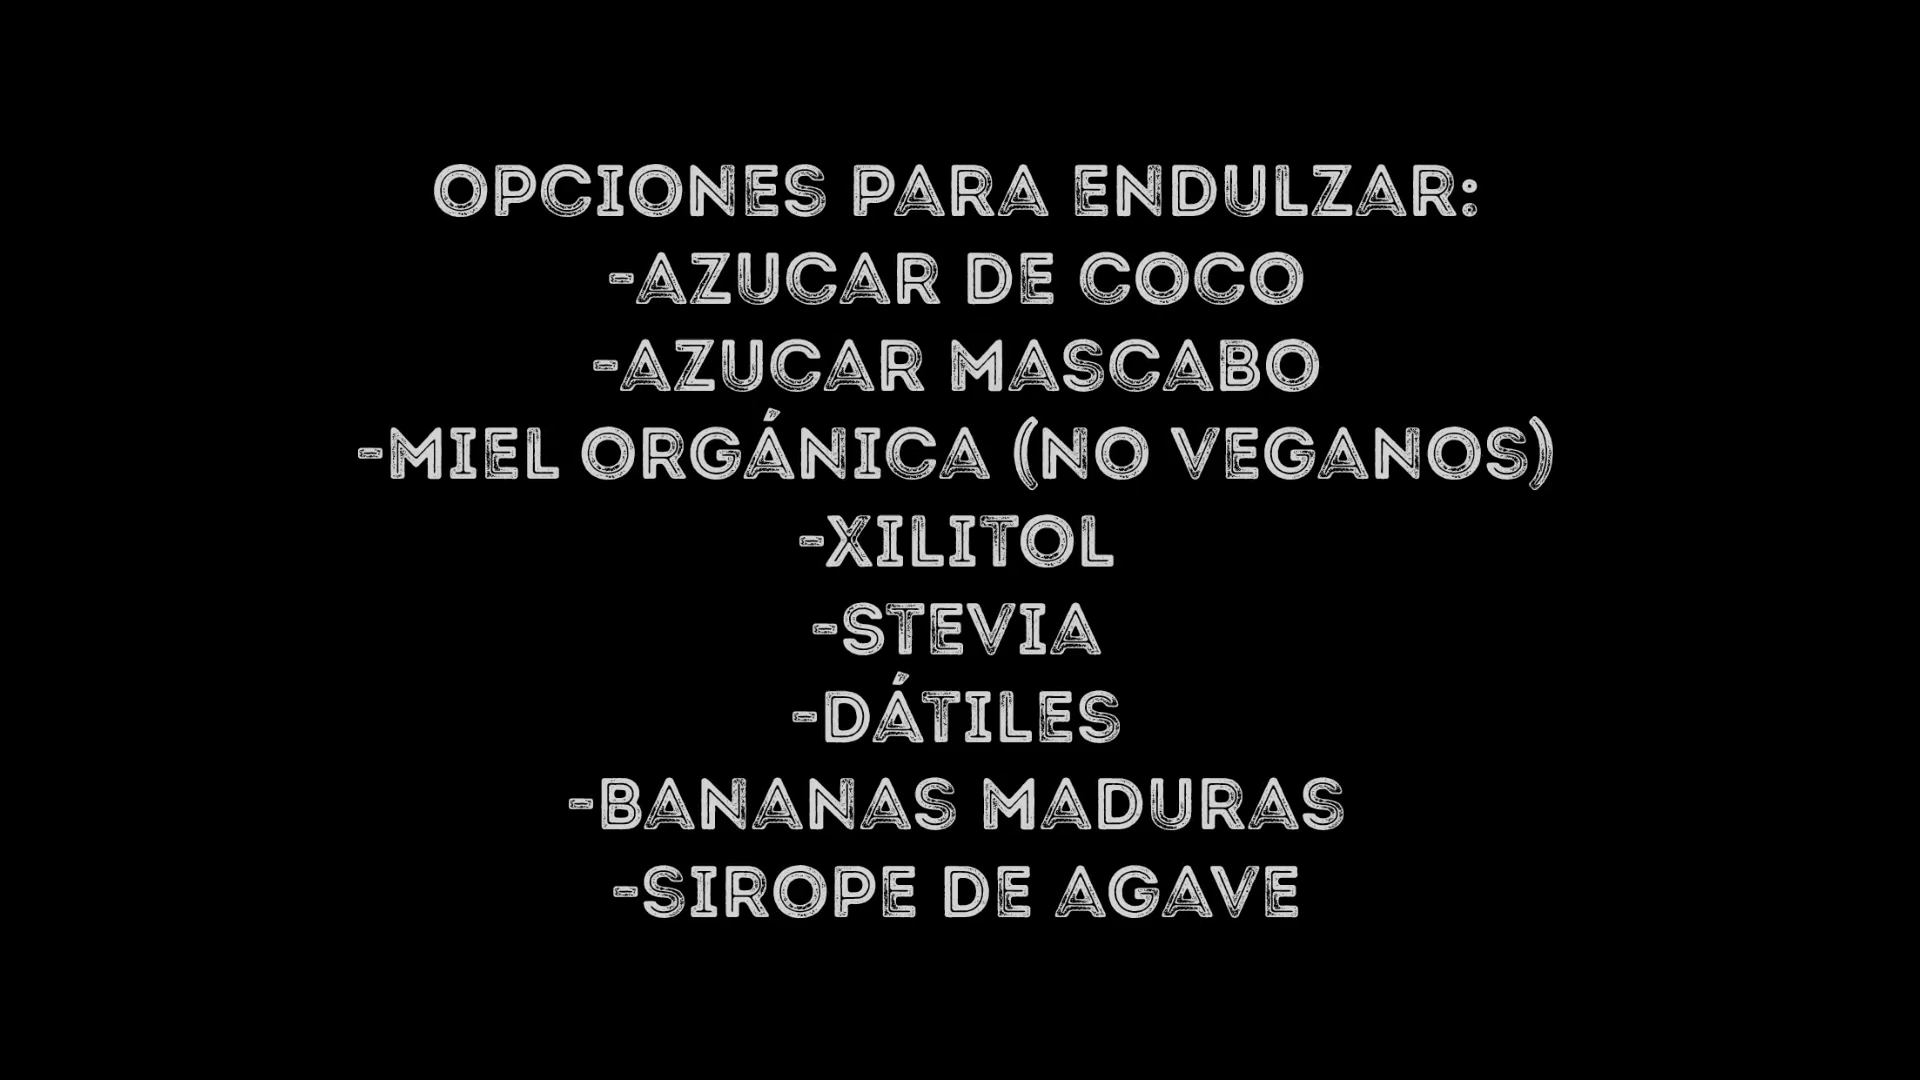 OPCIONES PARA ENDULZAR:
-AZUCAR DE COCO
-AZUCAR MASCABO
-MIEL ORGÁNICA (NO VEGANOS)
-XILITOL
-STEVIA
-DÁTILES
-BANANAS MADURAS
-SIROPE DE AGAVE